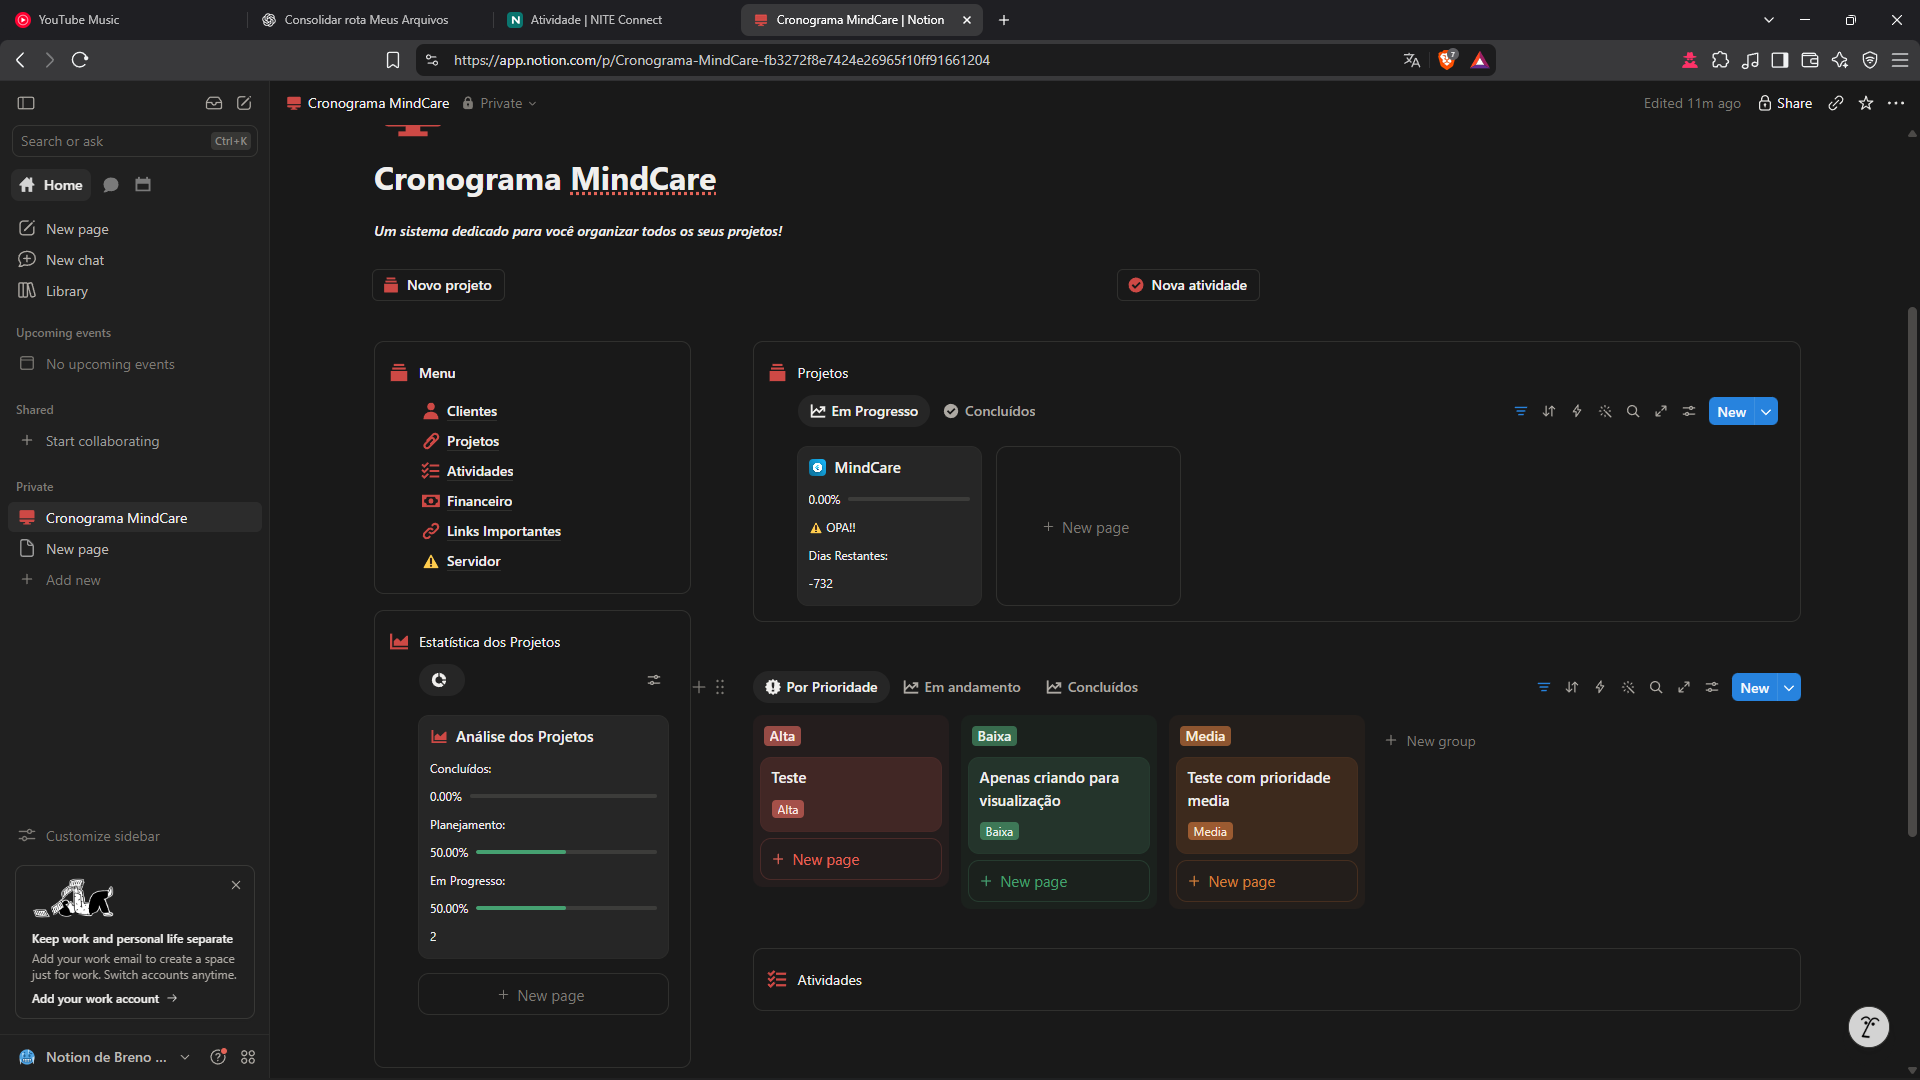 YouTube Music
Consolidar rota Meus Arquivos
Atividade | NITE Connect
Cronograma MindCare | Notion
https://app.notion.com/p/Cronograma-MindCare-fb3272f8e7424e26965f10ff91661204
7
Cronograma MindCare
Private
Edited 11m ago
Share
Search or ask
Ctrl+K
Home
New page
New chat
Library
Upcoming events
No upcoming events
Shared
Start collaborating
Private
Cronograma MindCare
New page
Add new
Customize sidebar
Keep work and personal life separate
Add your work email to create a space
just for work. Switch accounts anytime.
Add your work account →
Notion de Breno ...
Cronograma MindCare
Um sistema dedicado para você organizar todos os seus projetos!
Novo projeto
Nova atividade
Menu
Clientes
Projetos
Atividades
Financeiro
Links Importantes
Servidor
Estatística dos Projetos
Análise dos Projetos
Concluídos:
0.00%
Planejamento:
50.00%
Em Progresso:
50.00%
2
+ New page
Projetos
Em Progresso
Concluídos
New
MindCare
0.00%
⚠ OPA!!
Dias Restantes:
-732
+ New page
Por Prioridade
Em andamento
Concluídos
New
Alta
Teste
Alta
+ New page
Baixa
Apenas criando para
visualização
Baixa
+ New page
Media
Teste com prioridade
media
Media
+ New page
+ New group
Atividades